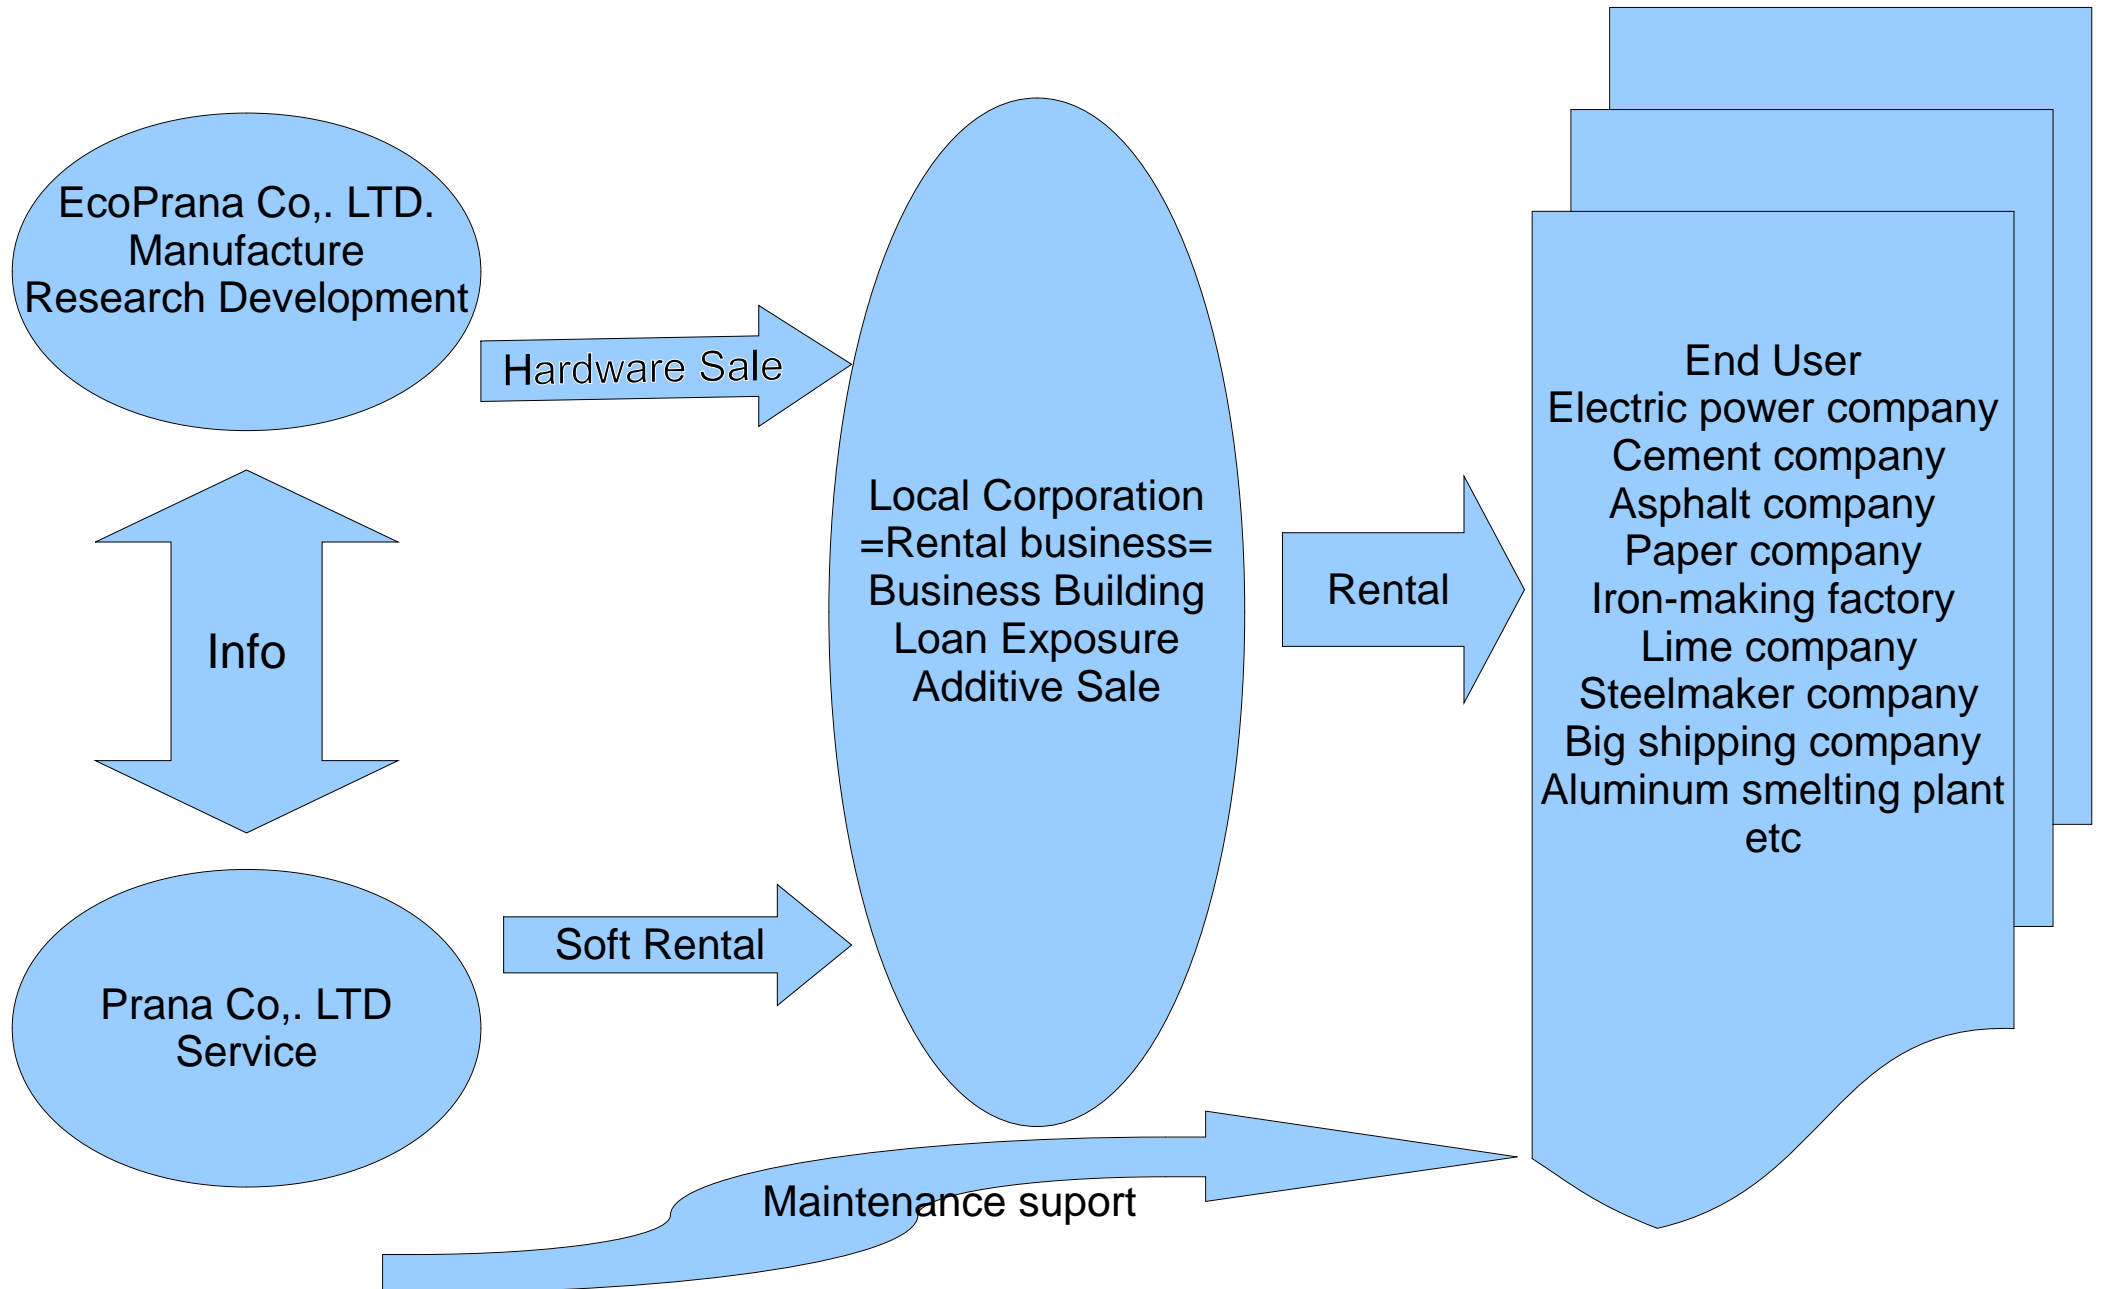 EcoPrana Co,. LTD.
Manufacture
Research Development
Hardware Sale
Info
Prana Co,. LTD
Service
Soft Rental
Local Corporation
=Rental business=
Business Building
Loan Exposure
Additive Sale
Rental
End User
Electric power company
Cement company
Asphalt company
Paper company
Iron-making factory
Lime company
Steelmaker company
Big shipping company
Aluminum smelting plant
etc
Maintenance suport